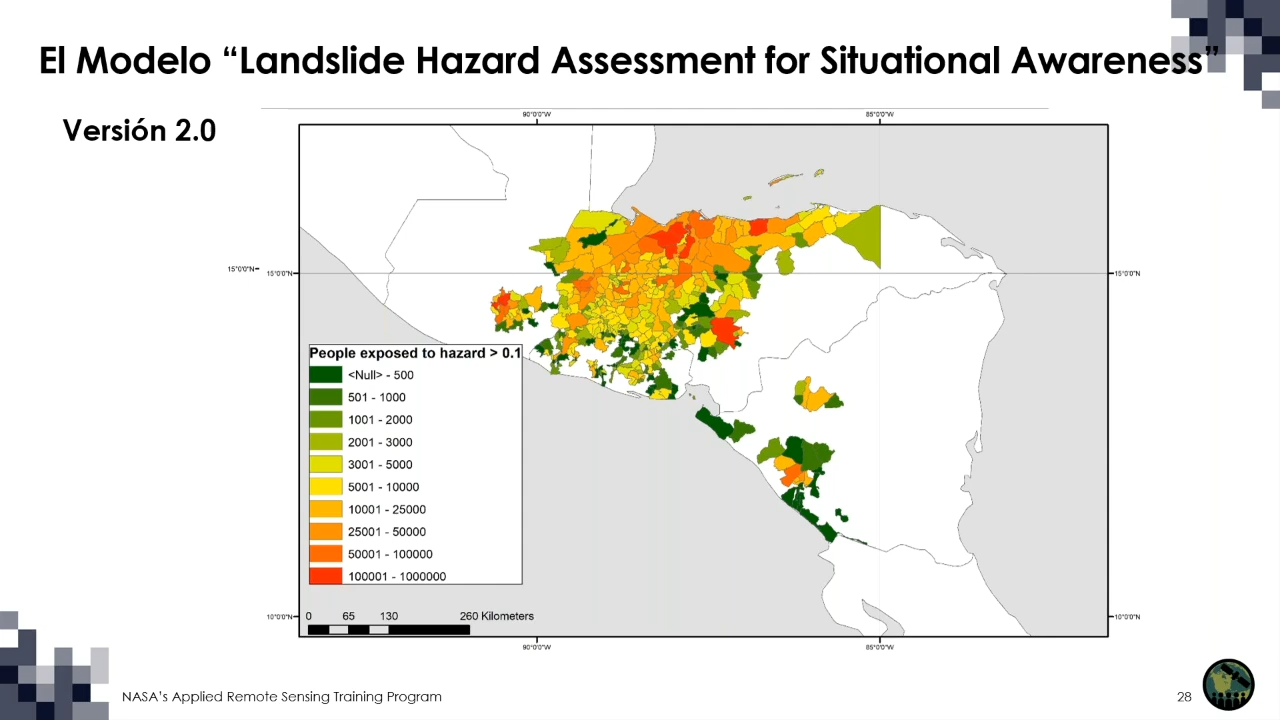 El Modelo “Landslide Hazard Assessment for Situational Awareness”
Versión 2.0
90°0'0"W
85°0'0"W
15°0'0"N
15°0'0"N
15°0'0"N
People exposed to hazard > 0.1
<Null> - 500
501 - 1000
1001 - 2000
2001 - 3000
3001 - 5000
5001 - 10000
10001 - 25000
25001 - 50000
50001 - 100000
100001 - 1000000
0 65 130 260 Kilometers
10°0'0"N
10°0'0"N
90°0'0"W
85°0'0"W
NASA’s Applied Remote Sensing Training Program
28